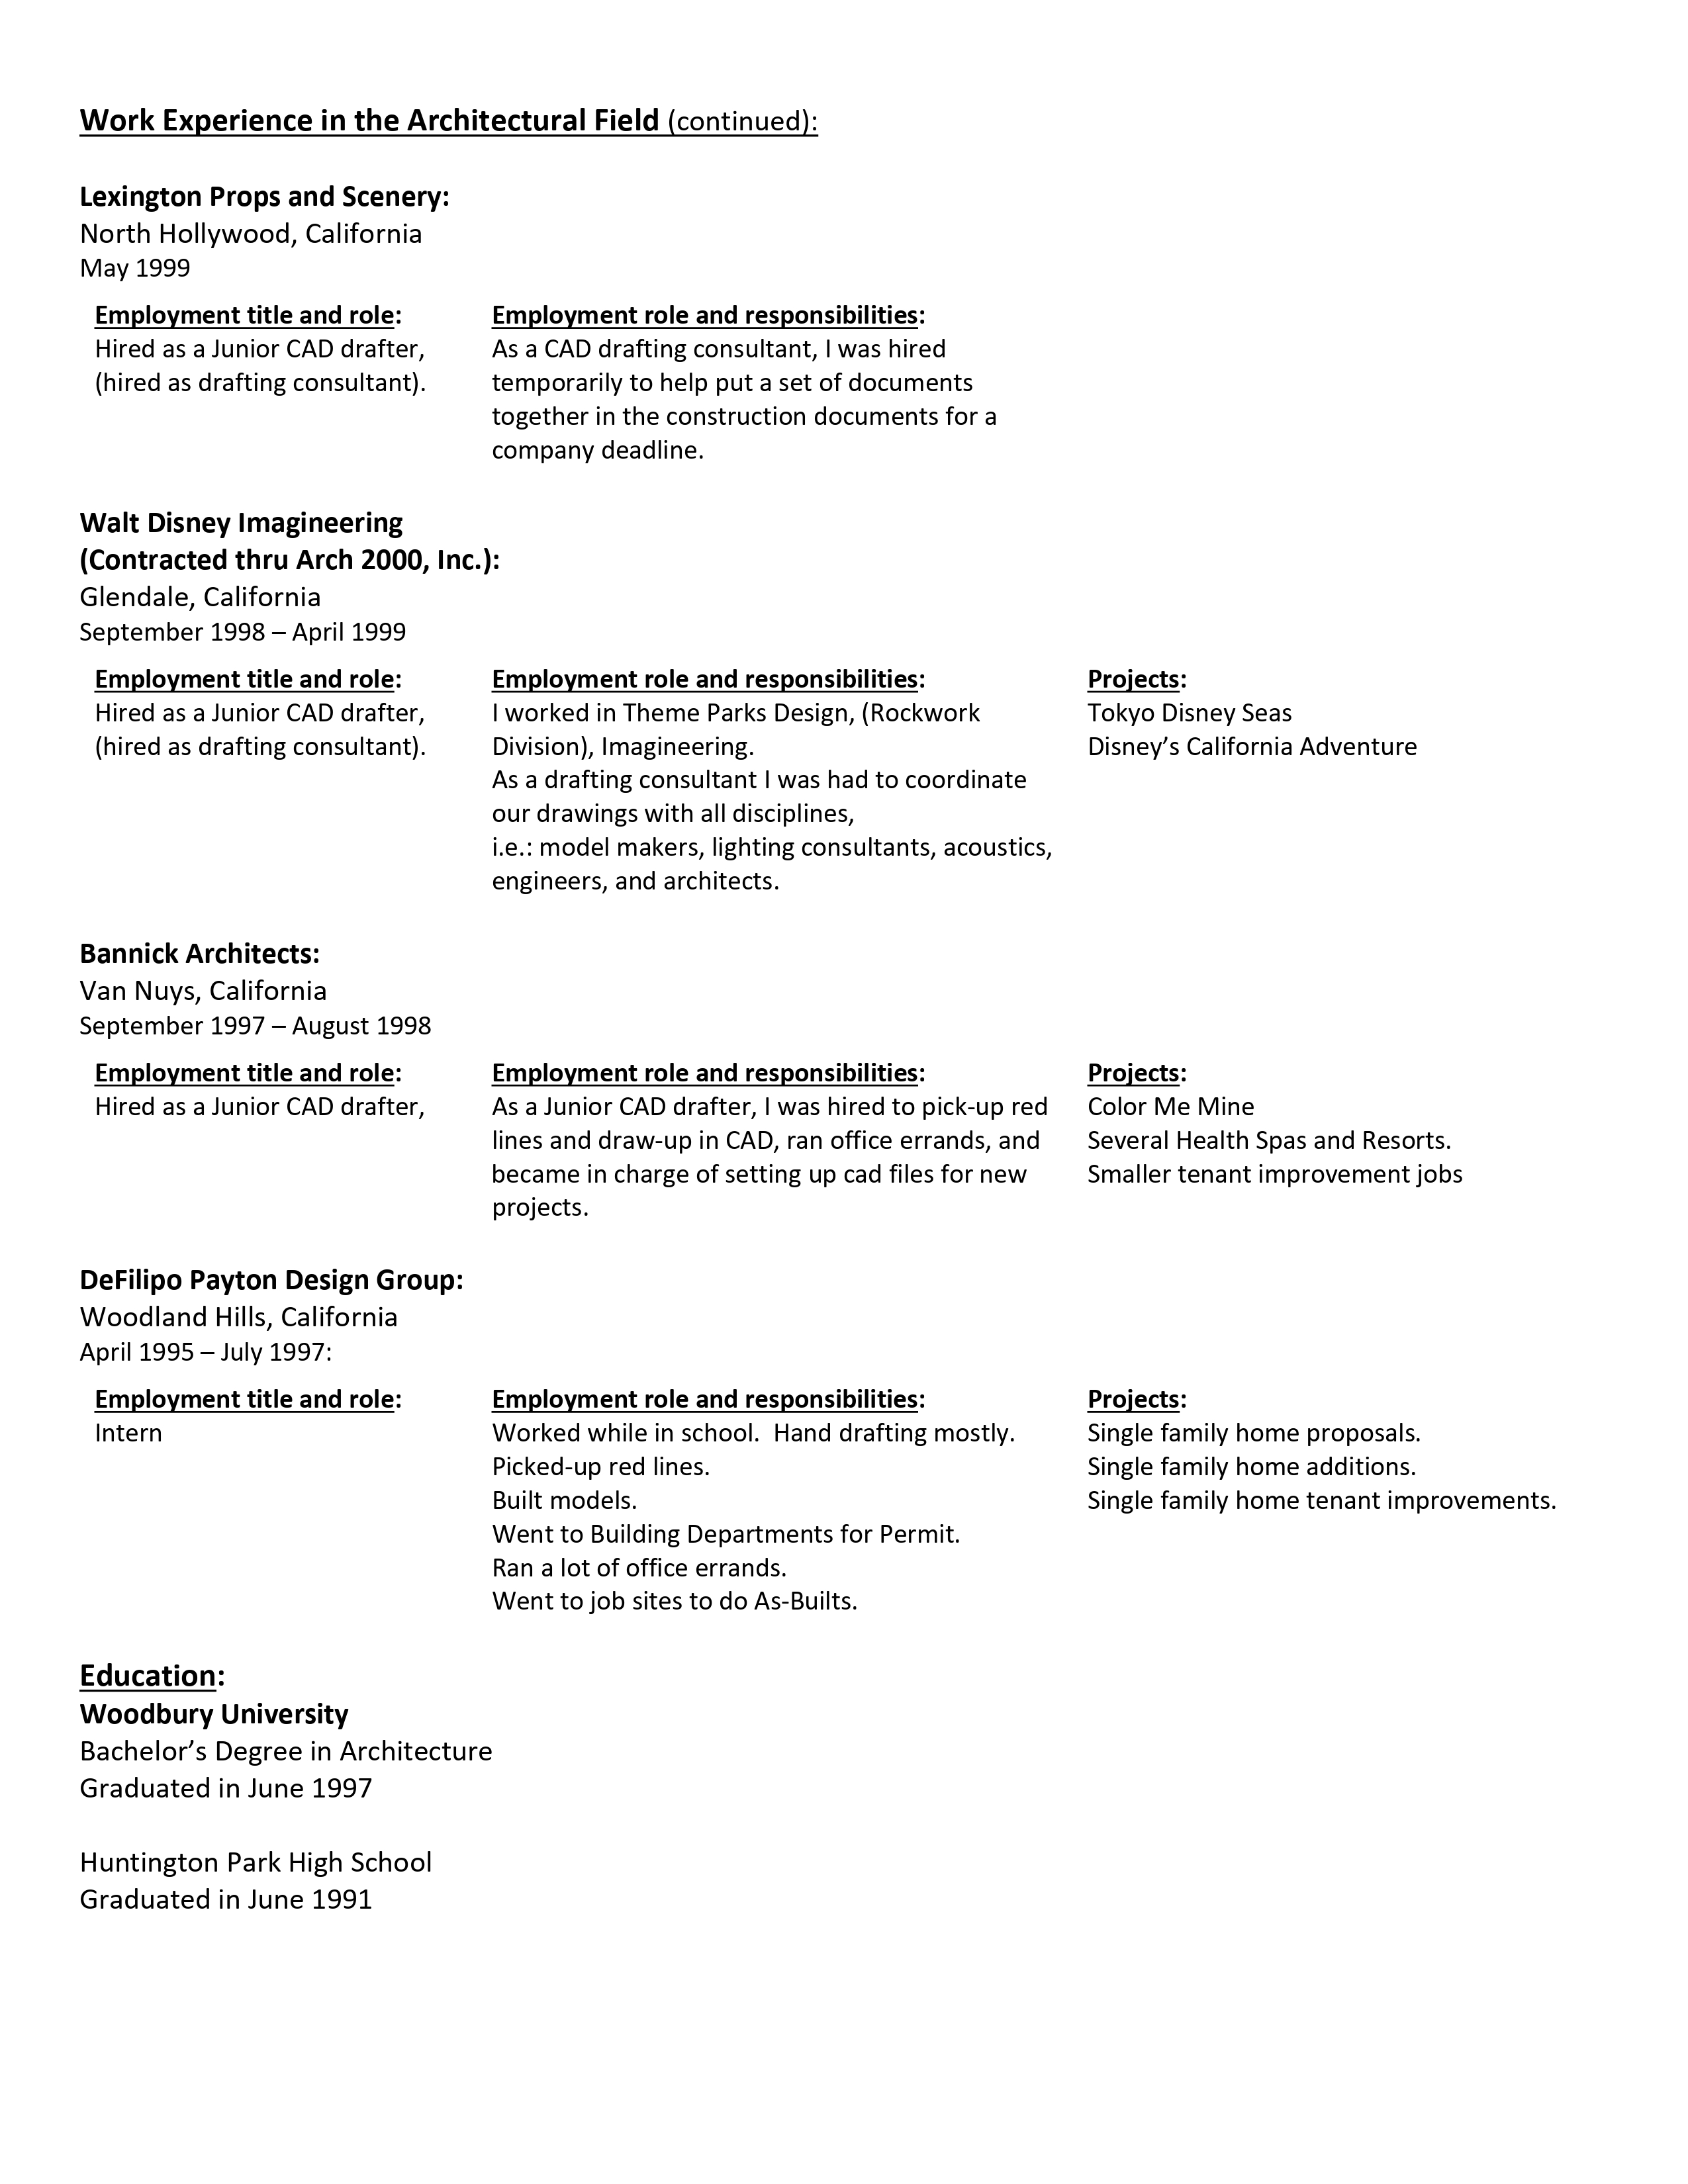 Work Experience in the Architectural Field (continued):
Lexington Props and Scenery:
North Hollywood, California
May 1999
Employment title and role:
Hired as a Junior CAD drafter,
(hired as drafting consultant).
Employment role and responsibilities:
As a CAD drafting consultant, I was hired
temporarily to help put a set of documents
together in the construction documents for a
company deadline.
Walt Disney Imagineering
(Contracted thru Arch 2000, Inc.):
Glendale, California
September 1998 – April 1999
Employment title and role:
Hired as a Junior CAD drafter,
(hired as drafting consultant).
Employment role and responsibilities:
I worked in Theme Parks Design, (Rockwork
Division), Imagineering.
As a drafting consultant I was had to coordinate
our drawings with all disciplines,
i.e.: model makers, lighting consultants, acoustics,
engineers, and architects.
Projects:
Tokyo Disney Seas
Disney’s California Adventure
Bannick Architects:
Van Nuys, California
September 1997 – August 1998
Employment title and role:
Hired as a Junior CAD drafter,
Employment role and responsibilities:
As a Junior CAD drafter, I was hired to pick-up red
lines and draw-up in CAD, ran office errands, and
became in charge of setting up cad files for new
projects.
Projects:
Color Me Mine
Several Health Spas and Resorts.
Smaller tenant improvement jobs
DeFilipo Payton Design Group:
Woodland Hills, California
April 1995 – July 1997:
Employment title and role:
Intern
Employment role and responsibilities:
Worked while in school.  Hand drafting mostly.
Picked-up red lines.
Built models.
Went to Building Departments for Permit.
Ran a lot of office errands.
Went to job sites to do As-Builts.
Projects:
Single family home proposals.
Single family home additions.
Single family home tenant improvements.
Education:
Woodbury University
Bachelor’s Degree in Architecture
Graduated in June 1997
Huntington Park High School
Graduated in June 1991